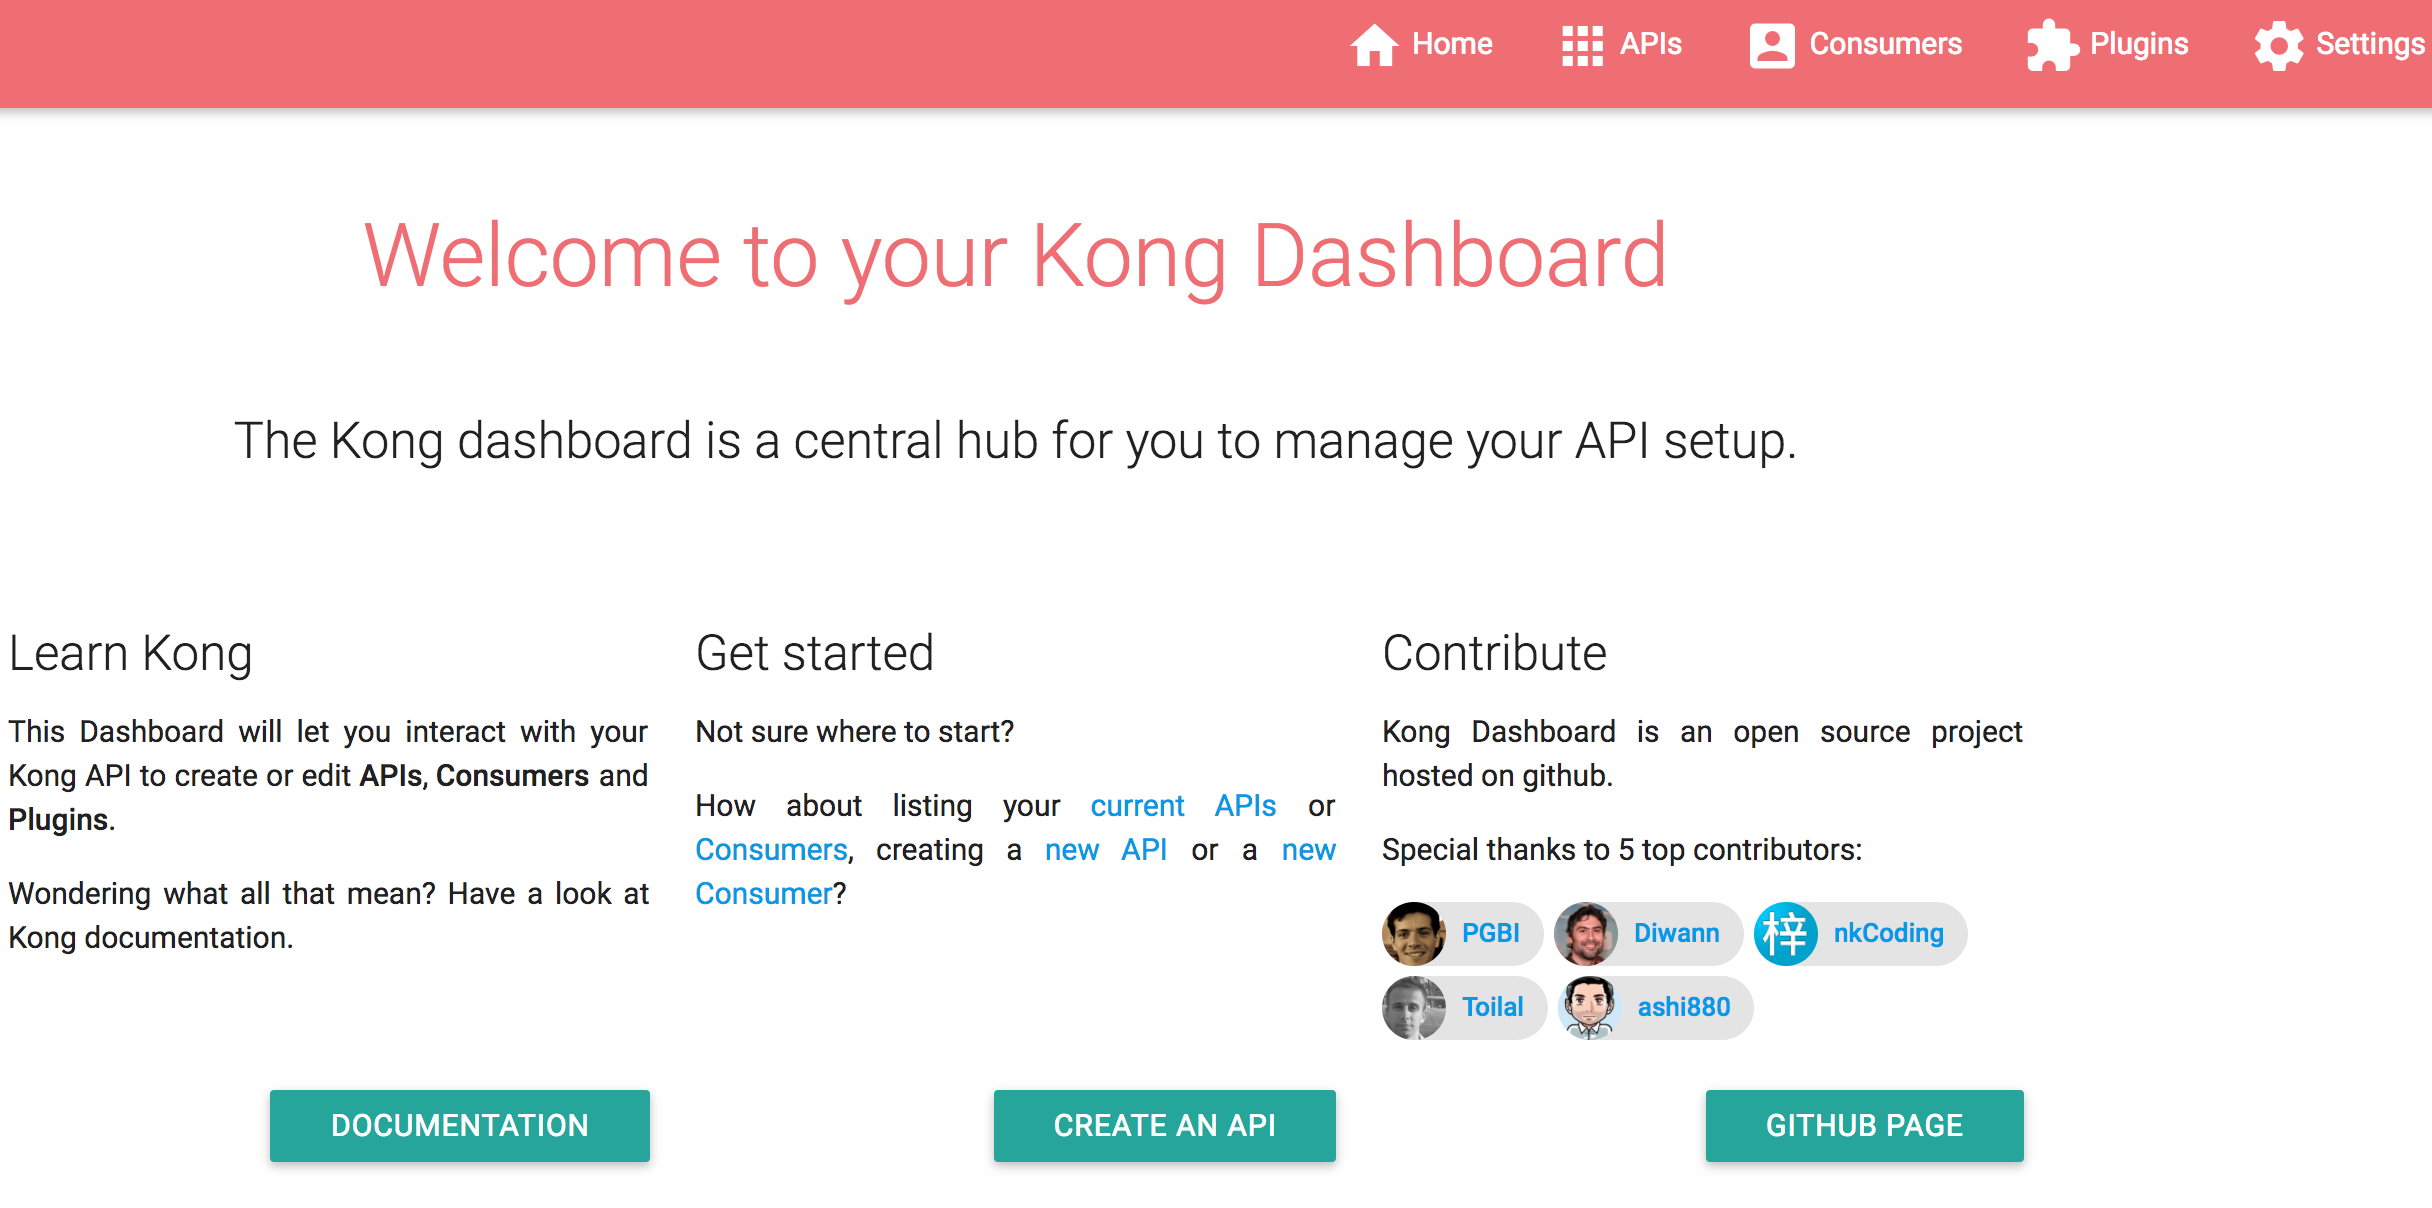 Home APIs Consumers Plugins Settings
Welcome to your Kong Dashboard
The Kong dashboard is a central hub for you to manage your API setup.
Learn Kong
This Dashboard will let you interact with your
Kong API to create or edit APIs, Consumers and
Plugins.
Wondering what all that mean? Have a look at
Kong documentation.
DOCUMENTATION
Get started
Not sure where to start?
How about listing your current APIs or
Consumers, creating a new API or a new
Consumer?
CREATE AN API
Contribute
Kong Dashboard is an open source project
hosted on github.
Special thanks to 5 top contributors:
PGBI Diwann 梓 nkCoding
Toilal ashi880
GITHUB PAGE